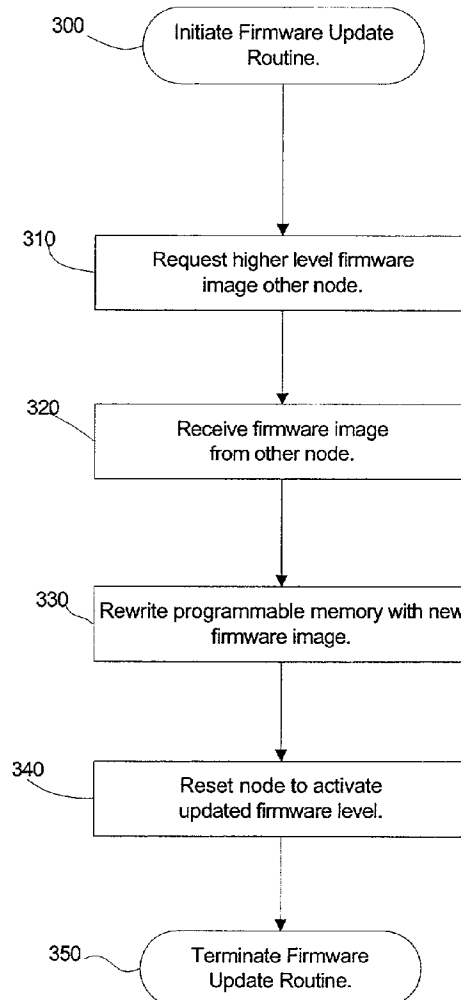 300
Initiate Firmware Update
Routine.
310
Request higher level firmware
image other node.
320
Receive firmware image
from other node.
330
Rewrite programmable memory with new
firmware image.
340
Reset node to activate
updated firmware level.
350
Terminate Firmware
Update Routine.